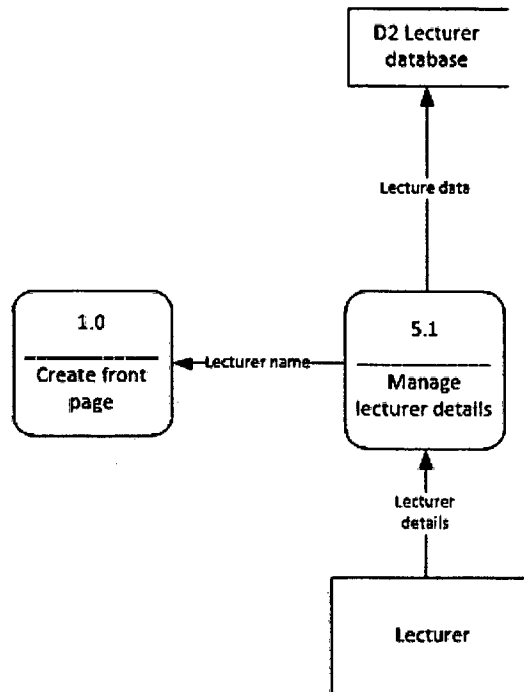 D2 Lecturer
database
Lecture data
1.0
Create front
page
Lecturer name
5.1
Manage
lecturer details
Lecturer
details
Lecturer